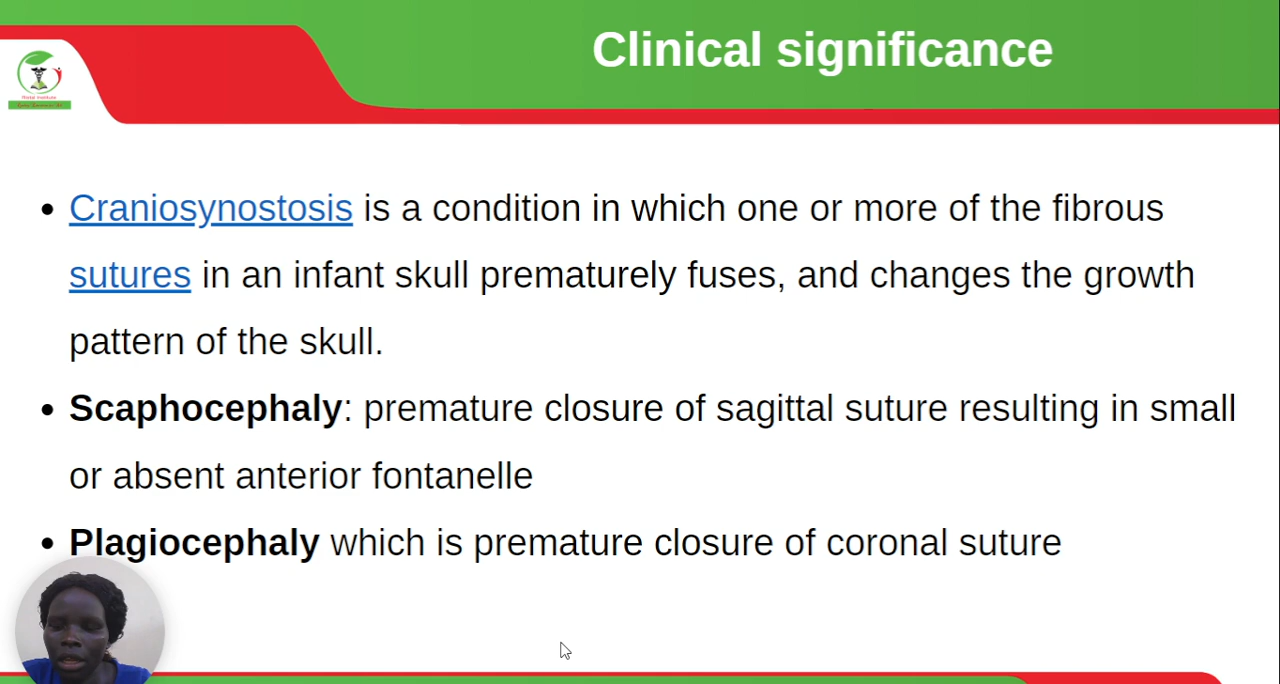 Clinical significance
• Craniosynostosis is a condition in which one or more of the fibrous
sutures in an infant skull prematurely fuses, and changes the growth
pattern of the skull.
• Scaphocephaly: premature closure of sagittal suture resulting in small
or absent anterior fontanelle
• Plagiocephaly which is premature closure of coronal suture